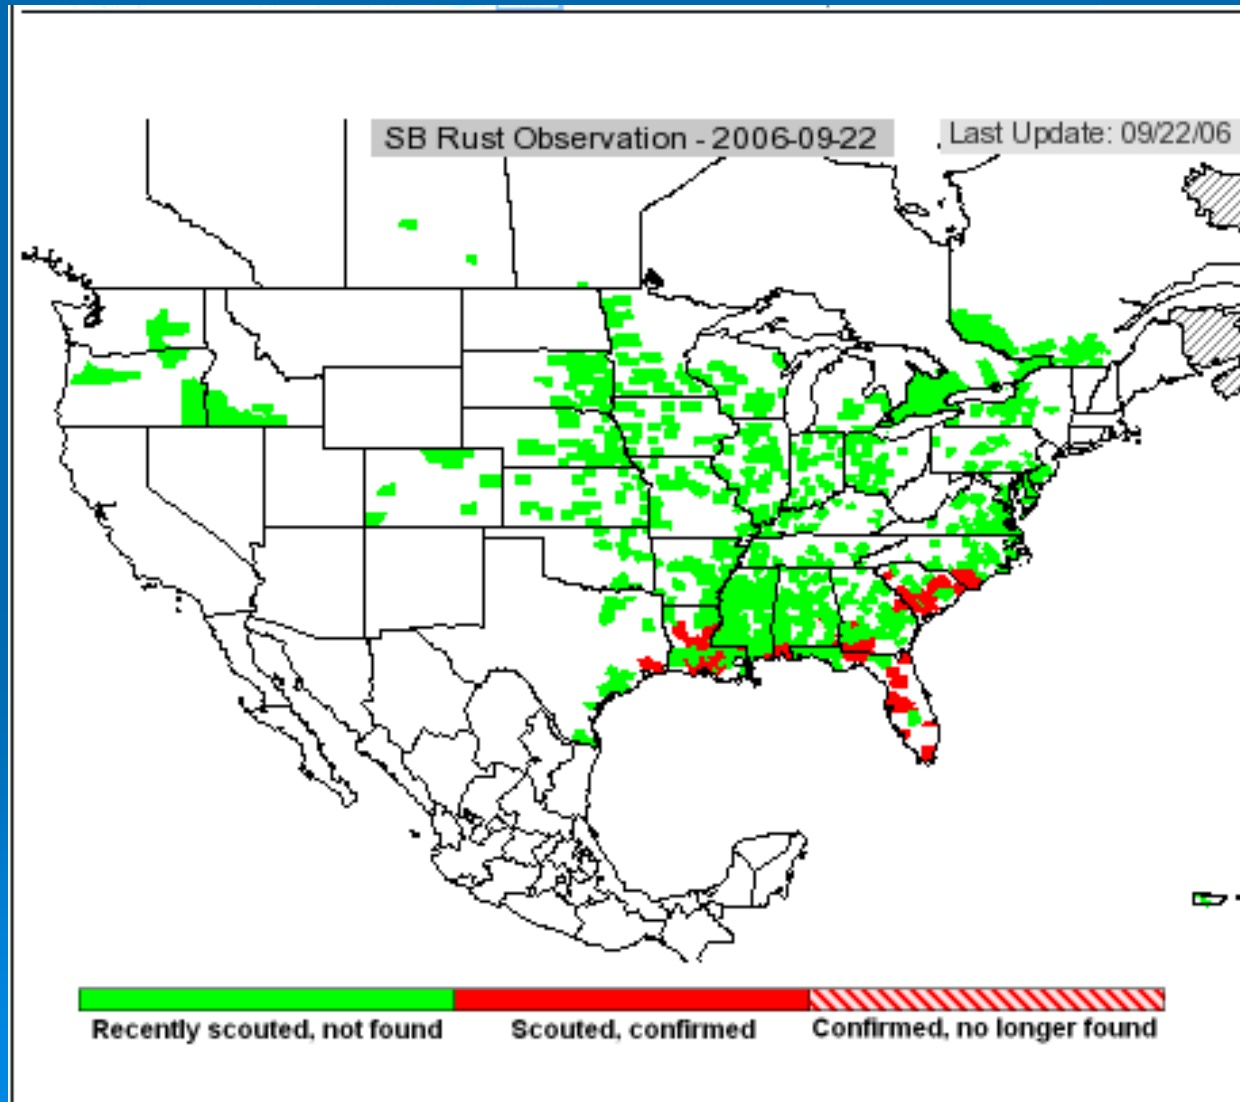 SB Rust Observation - 2006-09-22
Last Update: 09/22/06
Recently scouted, not found
Scouted, confirmed
Confirmed, no longer found